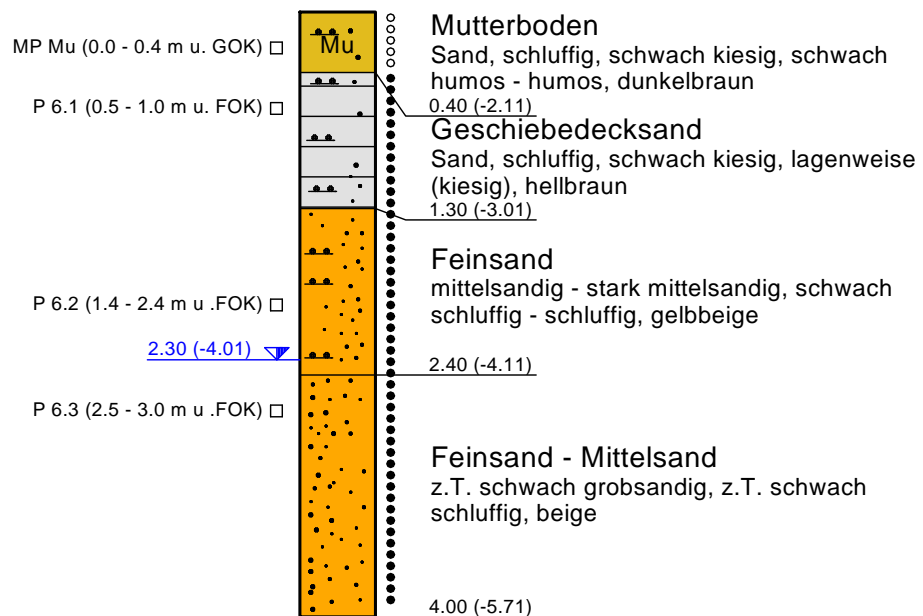 Mutterboden
MP Mu (0.0 - 0.4 m u. GOK)
Mu
Sand, schluffig, schwach kiesig, schwach
humos - humos, dunkelbraun
P 6.1 (0.5 - 1.0 m u. FOK)
0.40 (-2.11)
Geschiebedecksand
Sand, schluffig, schwach kiesig, lagenweise
(kiesig), hellbraun
1.30 (-3.01)
Feinsand
mittelsandig - stark mittelsandig, schwach
schluffig - schluffig, gelbbeige
P 6.2 (1.4 - 2.4 m u .FOK)
2.30 (-4.01)
2.40 (-4.11)
P 6.3 (2.5 - 3.0 m u .FOK)
Feinsand - Mittelsand
z.T. schwach grobsandig, z.T. schwach
schluffig, beige
4.00 (-5.71)